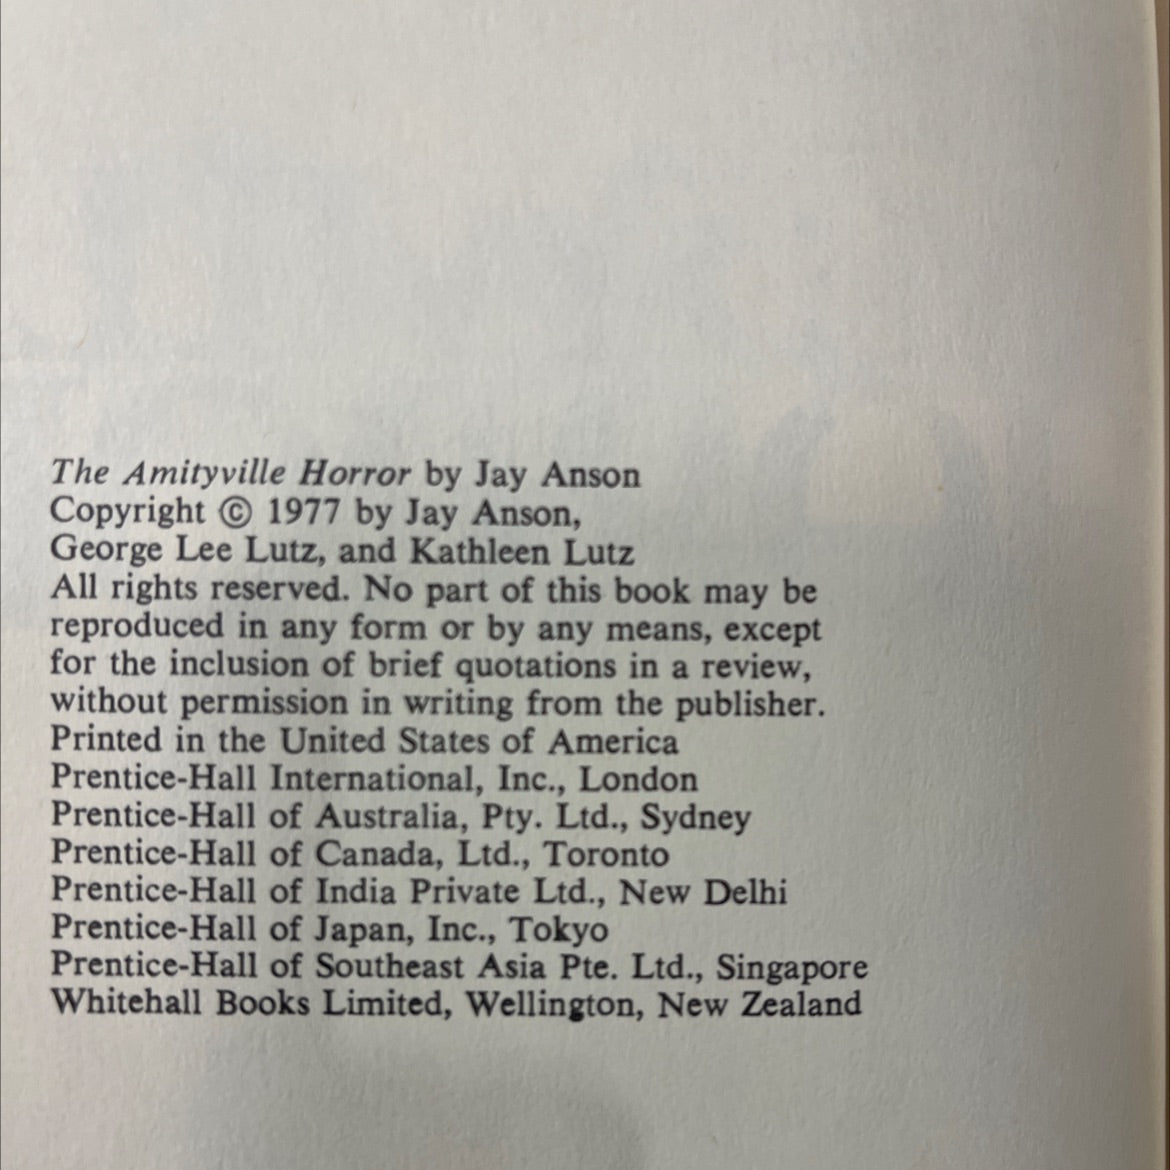 The Amityville Horror by Jay Anson
Copyright © 1977 by Jay Anson,
George Lee Lutz, and Kathleen Lutz
All rights reserved. No part of this book may be
reproduced in any form or by any means, except
for the inclusion of brief quotations in a review,
without permission in writing from the publisher.
Printed in the United States of America
Prentice-Hall International, Inc., London
Prentice-Hall of Australia, Pty. Ltd., Sydney
Prentice-Hall of Canada, Ltd., Toronto
Prentice-Hall of India Private Ltd., New Delhi
Prentice-Hall of Japan, Inc., Tokyo
Prentice-Hall of Southeast Asia Pte. Ltd., Singapore
Whitehall Books Limited, Wellington, New Zealand